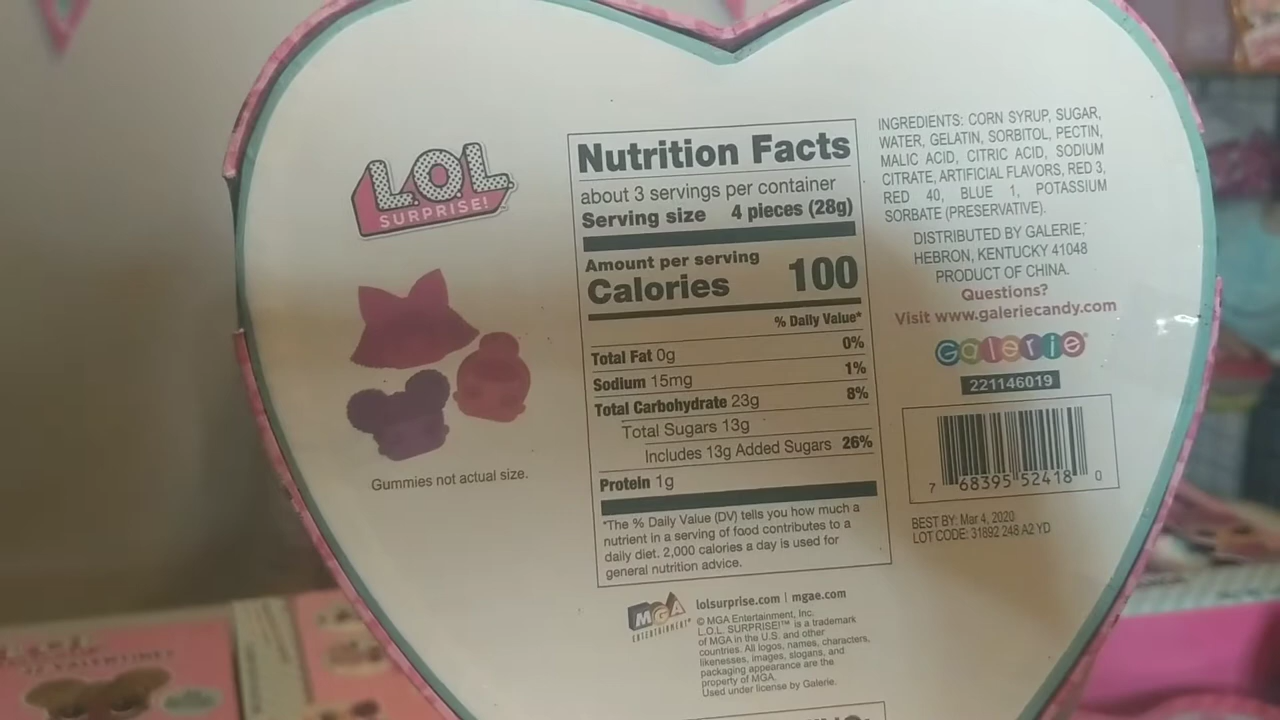 L.O.L.
SURPRISE!
Gummies not actual size.
Nutrition Facts
about 3 servings per container
Serving size 4 pieces (28g)
Amount per serving
Calories 100
% Daily Value*
Total Fat 0g 0%
Sodium 15mg 1%
Total Carbohydrate 23g 8%
Total Sugars 13g
Includes 13g Added Sugars 26%
Protein 1g
*The % Daily Value (DV) tells you how much a
nutrient in a serving of food contributes to a
daily diet. 2,000 calories a day is used for
general nutrition advice.
MGA
ENTERTAINMENT
lolsurprise.com | mgae.com
© MGA Entertainment, Inc.
L.O.L. SURPRISE!™ is a trademark
of MGA in the U.S. and other
countries. All logos, names, characters,
likenesses, images, slogans, and
packaging appearance are the
property of MGA.
Used under license by Galerie.
INGREDIENTS: CORN SYRUP, SUGAR,
WATER, GELATIN, SORBITOL, PECTIN,
MALIC ACID, CITRIC ACID, SODIUM
CITRATE, ARTIFICIAL FLAVORS, RED 3,
RED 40, BLUE 1, POTASSIUM
SORBATE (PRESERVATIVE).
DISTRIBUTED BY GALERIE,
HEBRON, KENTUCKY 41048
PRODUCT OF CHINA.
Questions?
Visit www.galeriecandy.com
Galerie
221146019
7 68395 52418 0
BEST BY: Mar 4, 2020
LOT CODE: 31892 248 A2 YD